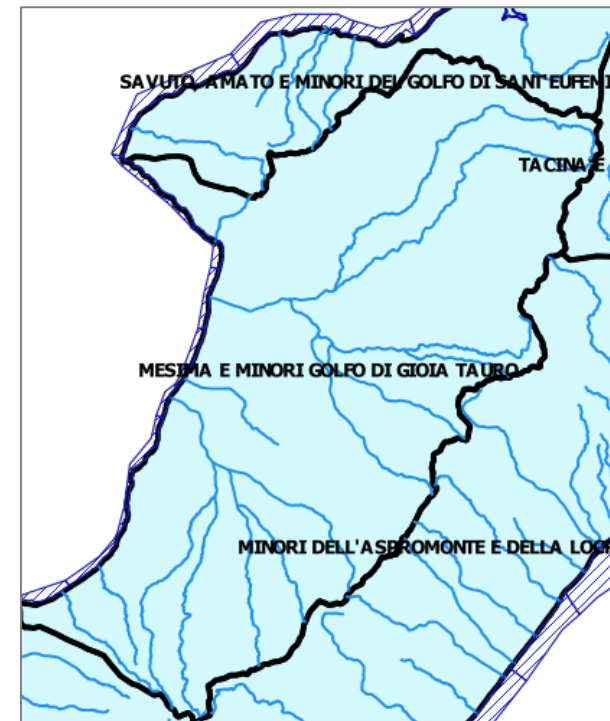 SAVUTO, AMATO E MINORI DEL GOLFO DI SANT'EUFEMI
TACINA E
MESIMA E MINORI GOLFO DI GIOIA TAURO
MINORI DELL'ASPROMONTE E DELLA LOCR